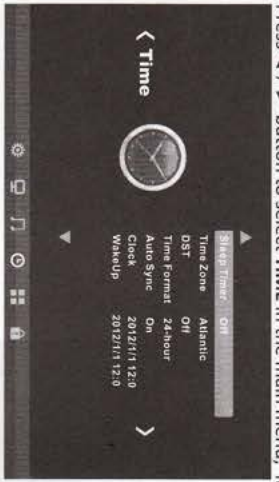 button to select TIME in the main menu,
Time
Sleep Timer Off
Time Zone Atlantic
DST Off
Time Format 24-hour
Auto Sync On
Clock 2012/1/1 12:0
WakeUp 2012/1/1 12:0